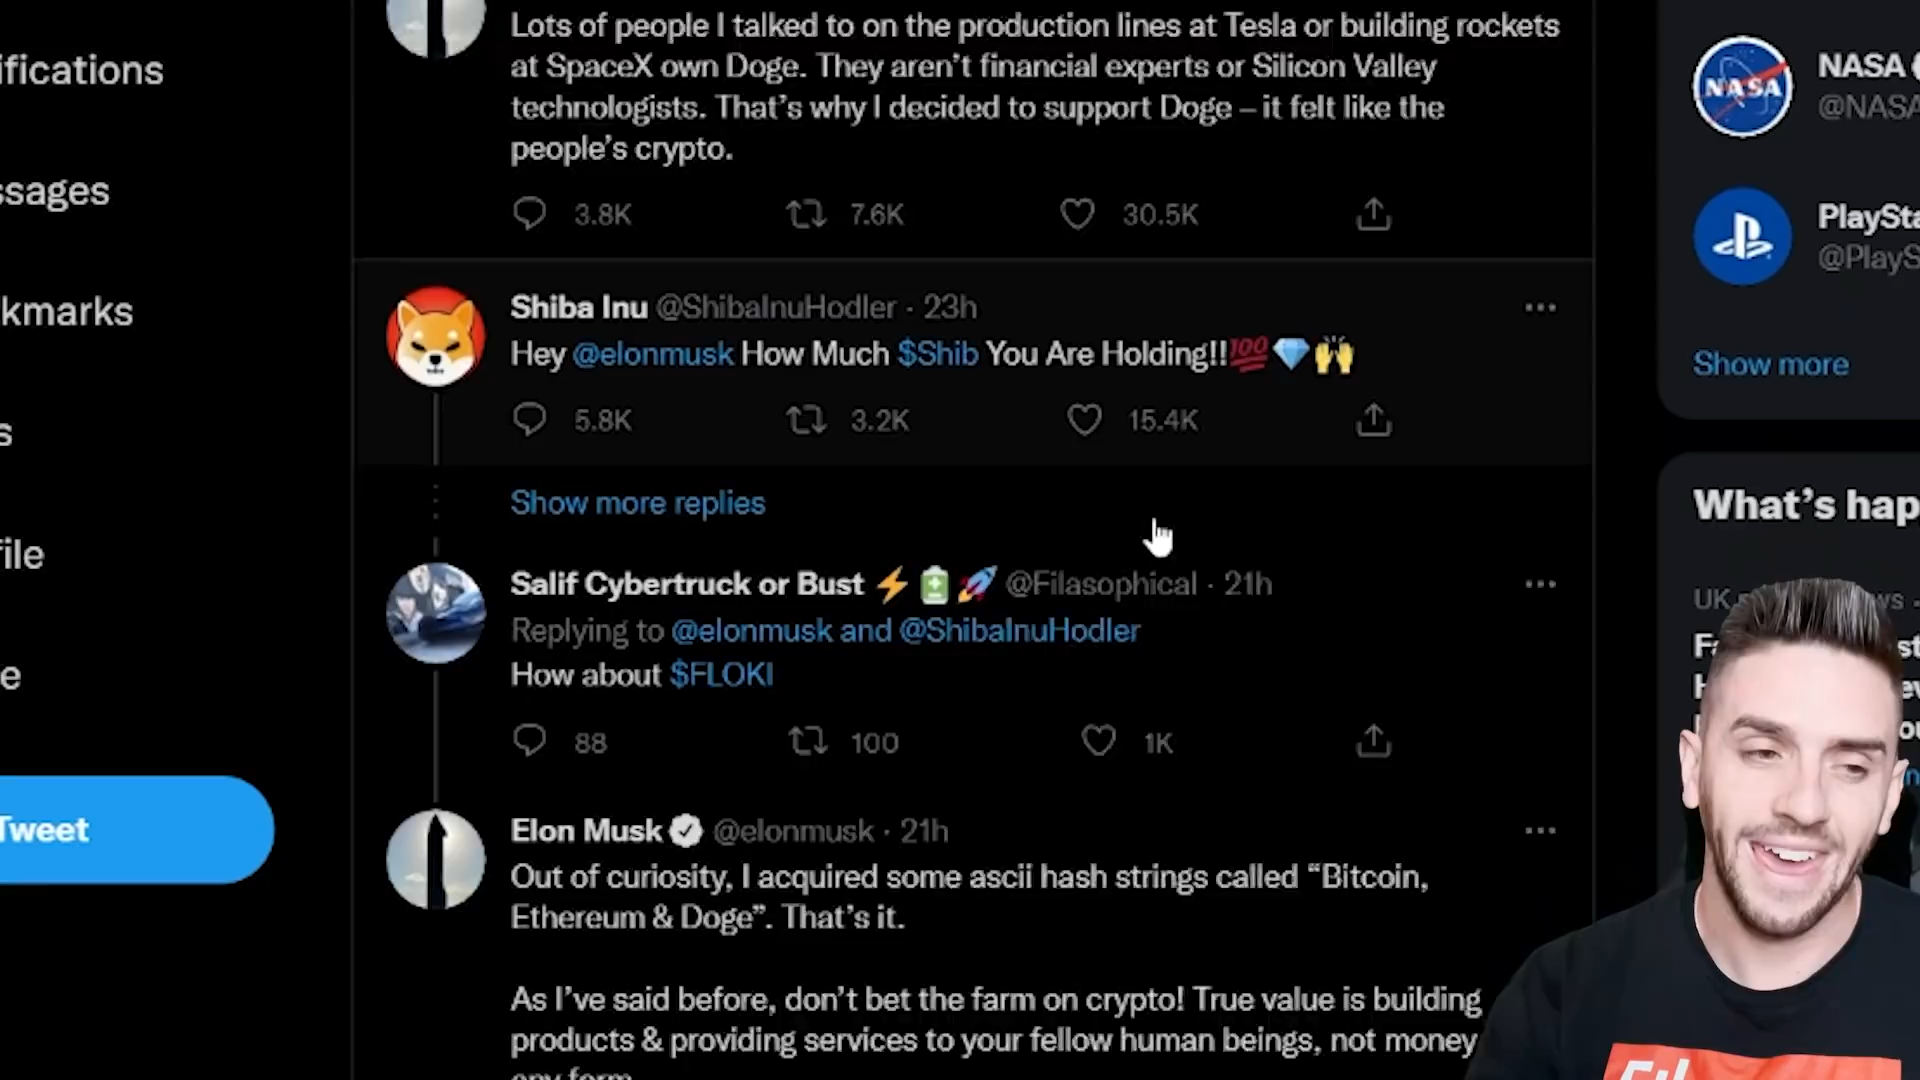 Lots of people I talked to on the production lines at Tesla or building rockets
at SpaceX own Doge. They aren't financial experts or Silicon Valley
technologists. That's why I decided to support Doge – it felt like the
people's crypto.
3.8K 7.6K 30.5K
Shiba Inu @ShibaInuHodler · 23h
Hey @elonmusk How Much $Shib You Are Holding!!💯💎🙌
5.8K 3.2K 15.4K
Show more replies
Salif Cybertruck or Bust ⚡🔋🚀 @Filasophical · 21h
Replying to @elonmusk and @ShibaInuHodler
How about $FLOKI
88 100 1K
Elon Musk @elonmusk · 21h
Out of curiosity, I acquired some ascii hash strings called “Bitcoin,
Ethereum & Doge”. That's it.
As I've said before, don't bet the farm on crypto! True value is building
products & providing services to your fellow human beings, not money
any form.
ifications
ssages
kmarks
s
file
e
Tweet
NASA
NASA
@NASA
PlaySta
@PlayS
Show more
What's hap
UK